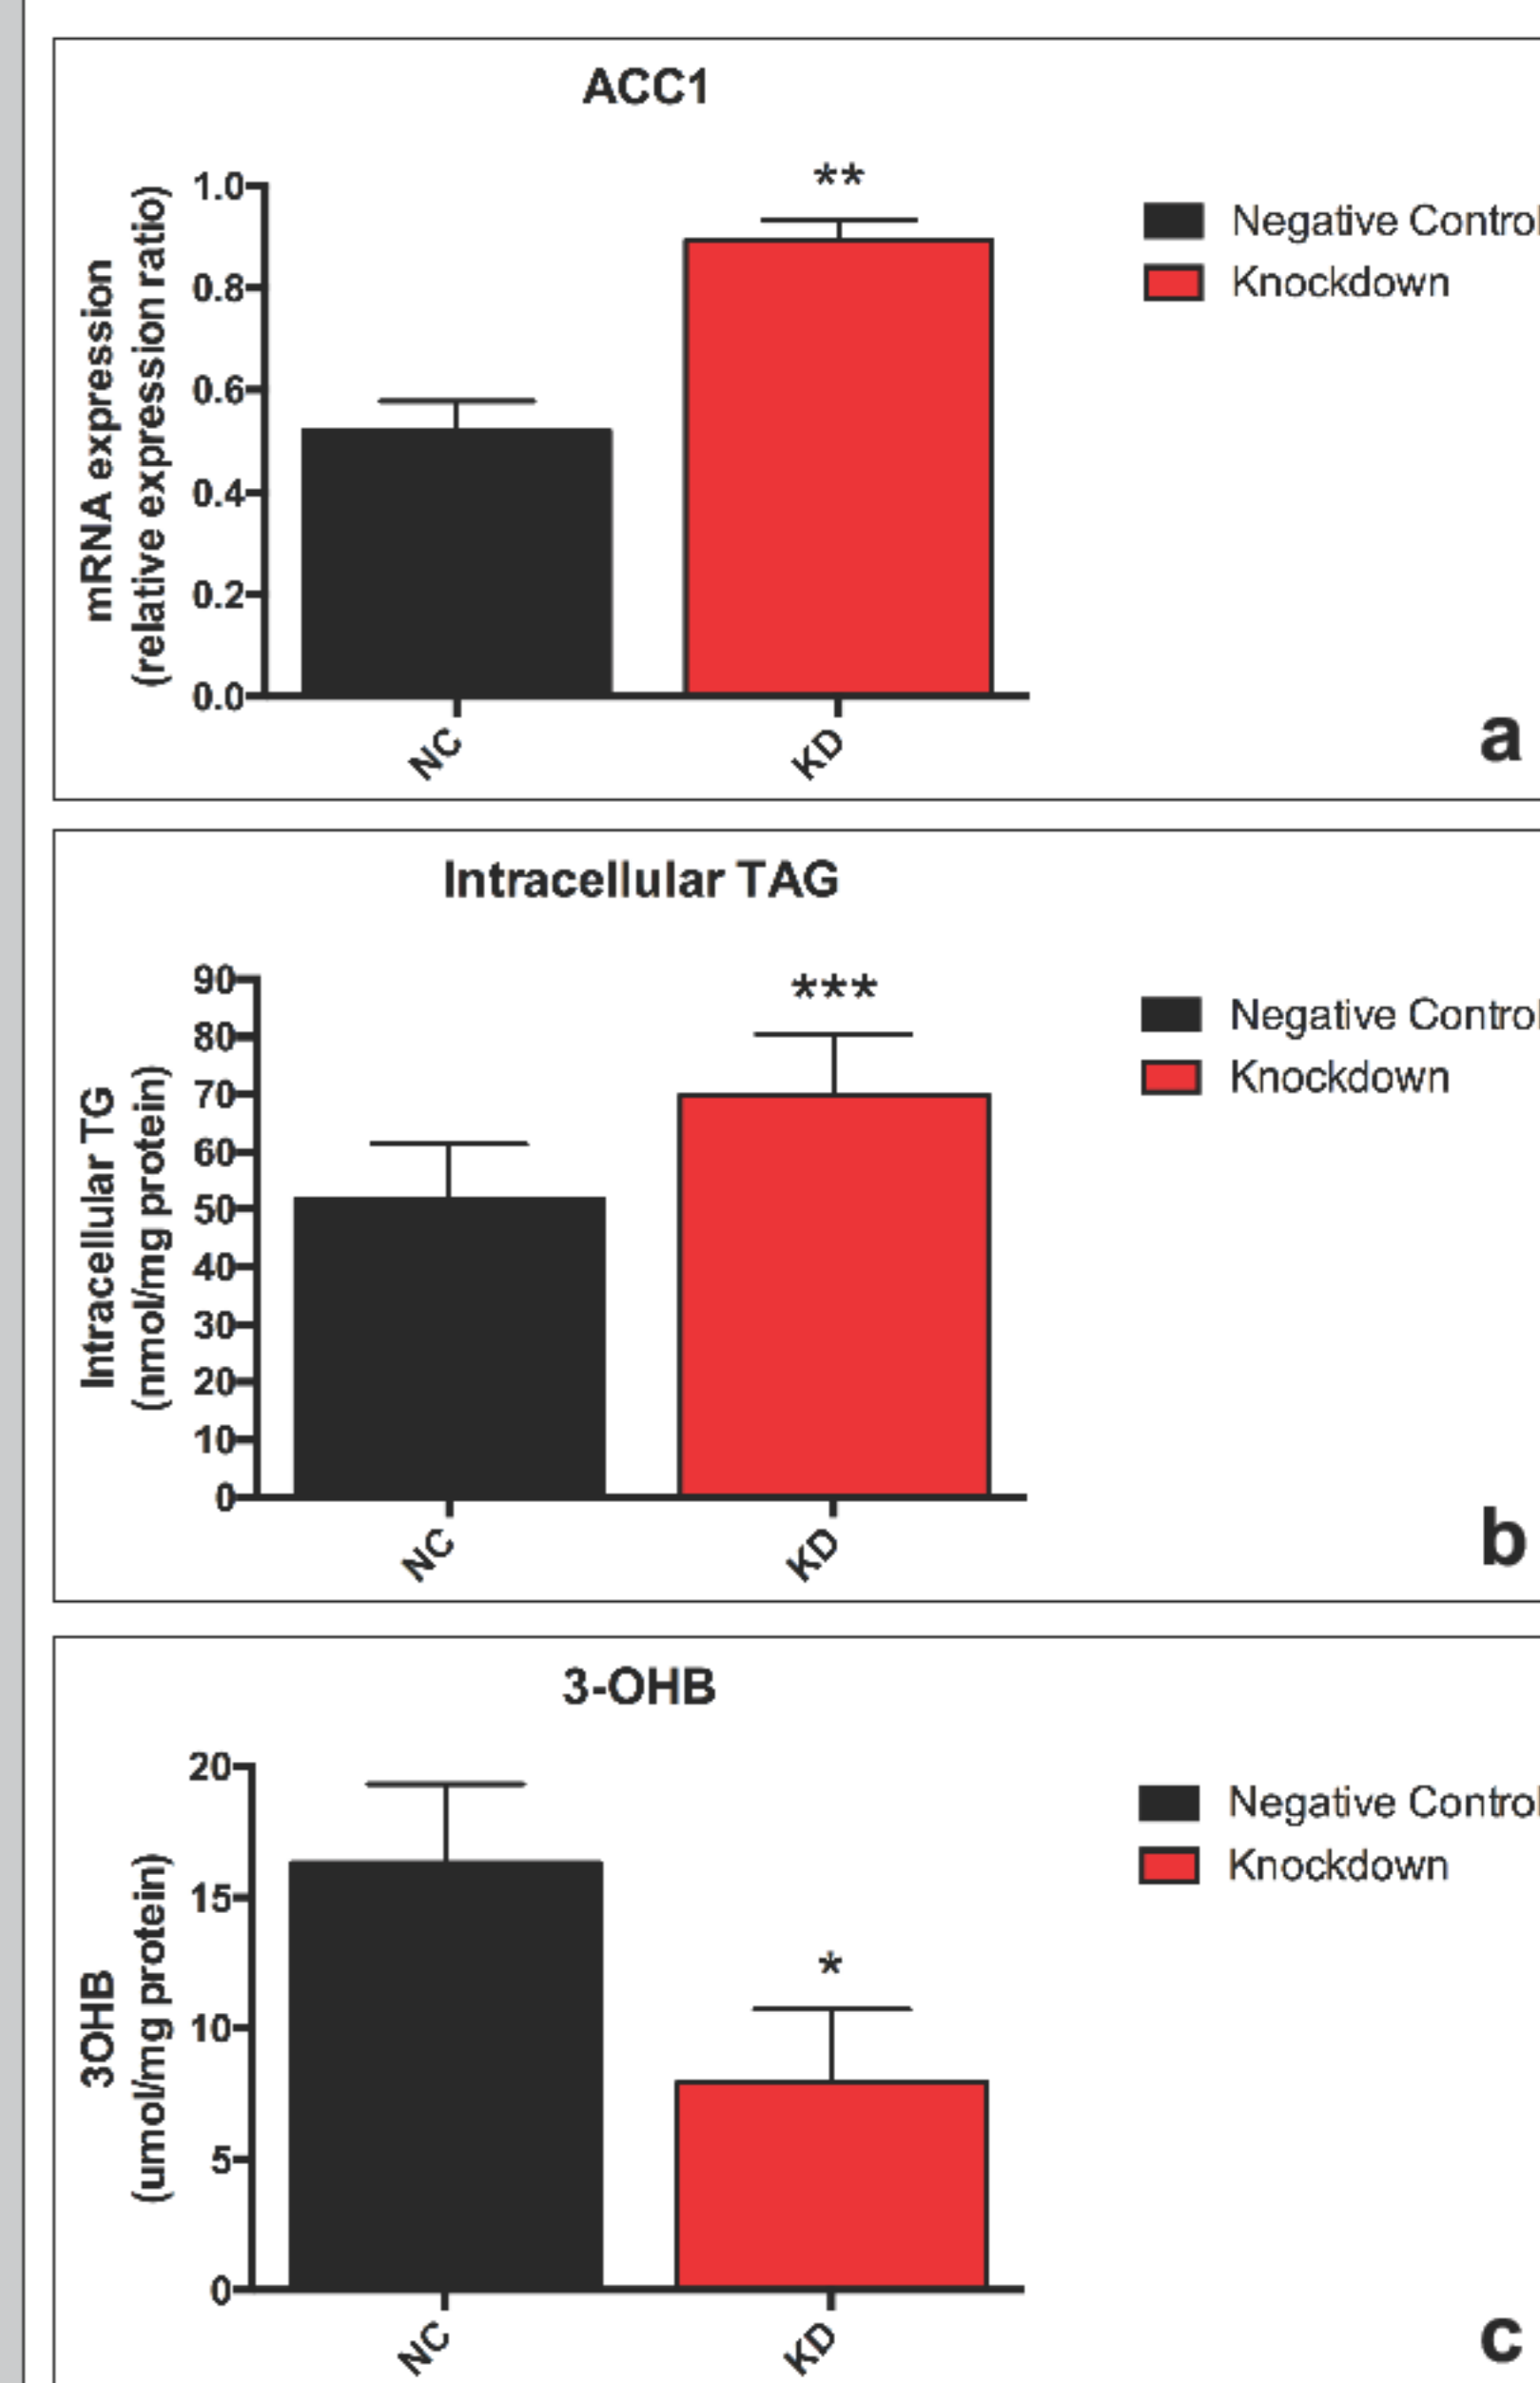 ACC1
**
1.0
0.8
0.6
0.4
0.2
0.0
mRNA expression
(relative expression ratio)
NC
KD
Negative Control
Knockdown
a
Intracellular TAG
***
90
80
70
60
50
40
30
20
10
0
Intracellular TG
(nmol/mg protein)
NC
KD
Negative Control
Knockdown
b
3-OHB
*
20
15
10
5
0
3OHB
(umol/mg protein)
NC
KD
Negative Control
Knockdown
c